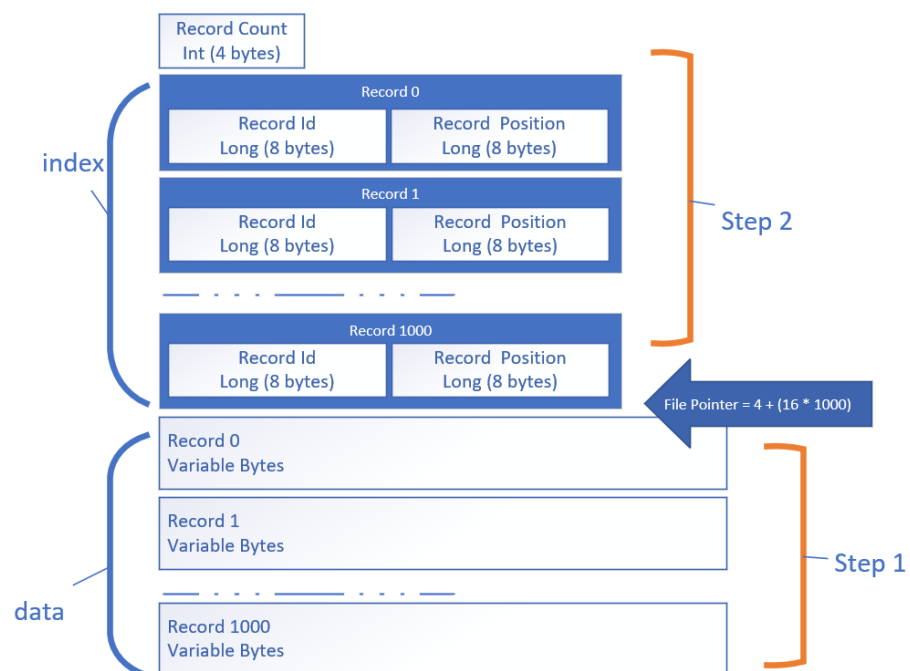 Record Count
Int (4 bytes)
Record 0
Record Id
Long (8 bytes)
Record Position
Long (8 bytes)
index
Record 1
Record Id
Long (8 bytes)
Record Position
Long (8 bytes)
Step 2
Record 1000
Record Id
Long (8 bytes)
Record Position
Long (8 bytes)
File Pointer = 4 + (16 * 1000)
Record 0
Variable Bytes
Record 1
Variable Bytes
Step 1
data
Record 1000
Variable Bytes